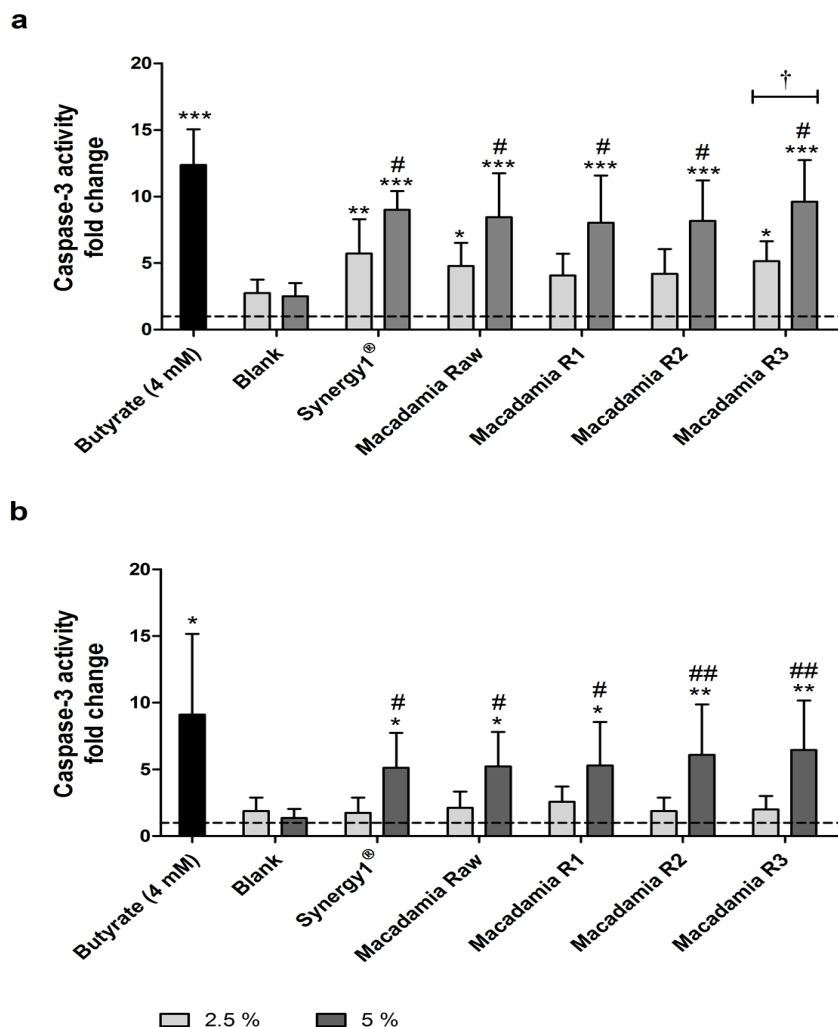 a
20
15
10
5
0
Caspase-3 activity
fold change
***
**
#
***
*
#
***
#
***
#
***
†
*
#
***
Butyrate (4 mM)
Blank
Synergy1®
Macadamia Raw
Macadamia R1
Macadamia R2
Macadamia R3
b
20
15
10
5
0
Caspase-3 activity
fold change
*
#
*
#
*
#
*
##
**
##
**
Butyrate (4 mM)
Blank
Synergy1®
Macadamia Raw
Macadamia R1
Macadamia R2
Macadamia R3
2.5 % 5 %